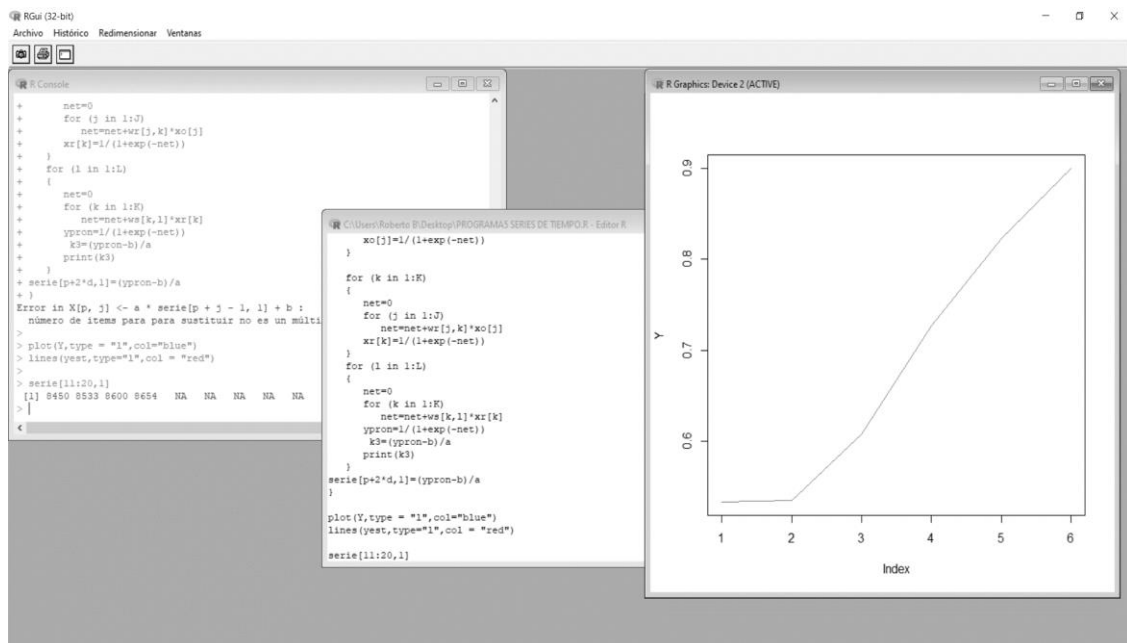 RGui (32-bit)
Archivo Histórico Redimensionar Ventanas
R Console
+ net=0
+ for (j in 1:J)
+ net=net+wr[j,k]*xo[j]
+ xr[k]=1/(1+exp(-net))
+ }
+ for (l in 1:L)
+ {
+ net=0
+ for (k in 1:K)
+ net=net+ws[k,l]*xr[k]
+ ypron=1/(1+exp(-net))
+ k3=(ypron-b)/a
+ print(k3)
+ }
+ serie[p+2*d,1]=(ypron-b)/a
+ }
Error in X[p, j] <- a * serie[p + j - 1, 1] + b :
número de items para para sustituir no es un múlti
>
> plot(Y,type = "l",col="blue")
> lines(yest,type="l",col = "red")
>
> serie[11:20,1]
[1] 8450 8533 8600 8654 NA NA NA NA NA
>
C:\Users\Roberto B\Desktop\PROGRAMAS SERIES DE TIEMPO.R - Editor R
xo[j]=1/(1+exp(-net))
}
for (k in 1:K)
{
net=0
for (j in 1:J)
net=net+wr[j,k]*xo[j]
xr[k]=1/(1+exp(-net))
}
for (l in 1:L)
{
net=0
for (k in 1:K)
net=net+ws[k,l]*xr[k]
ypron=1/(1+exp(-net))
k3=(ypron-b)/a
print(k3)
}
serie[p+2*d,1]=(ypron-b)/a
}
plot(Y,type = "l",col="blue")
lines(yest,type="l",col = "red")
serie[11:20,1]
R Graphics: Device 2 (ACTIVE)
0.9
0.8
0.7
0.6
Y
1 2 3 4 5 6
Index